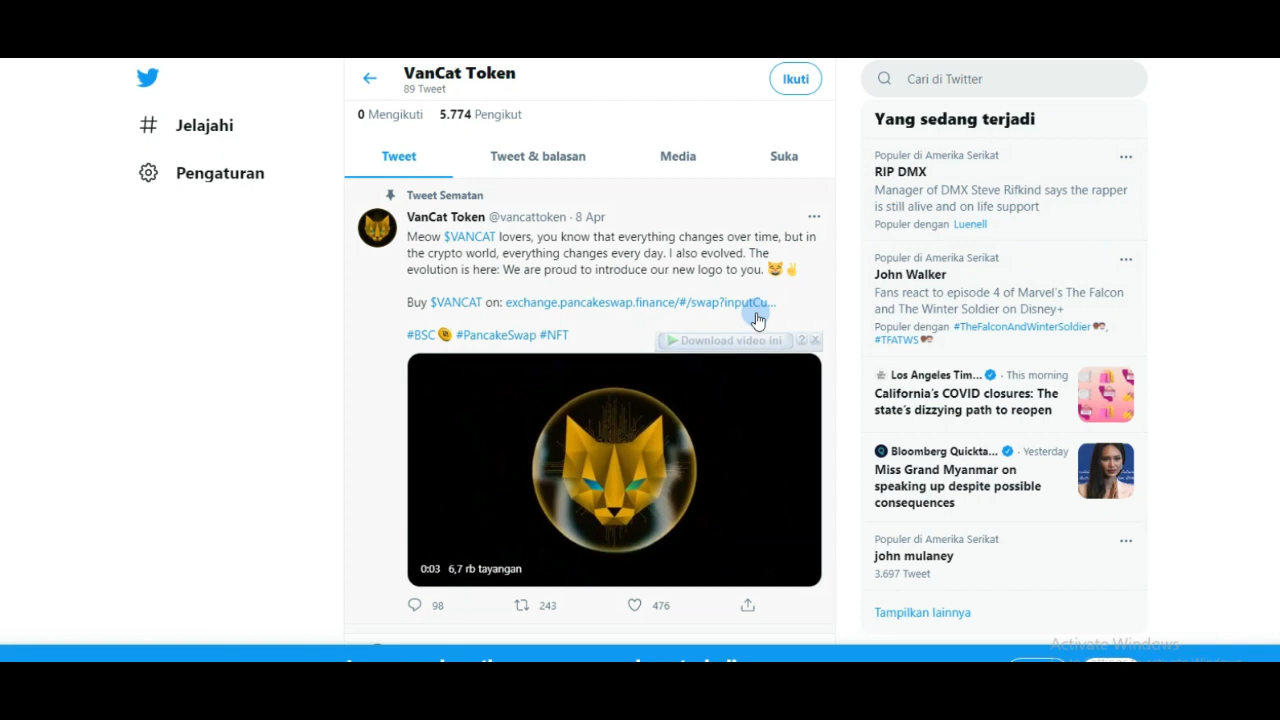 VanCat Token
89 Tweet
Ikuti
0 Mengikuti 5.774 Pengikut
Tweet
Tweet & balasan
Media
Suka
Jelajahi
Pengaturan
Tweet Sematan
VanCat Token @vancattoken · 8 Apr
Meow $VANCAT lovers, you know that everything changes over time, but in
the crypto world, everything changes every day. I also evolved. The
evolution is here: We are proud to introduce our new logo to you. 😸✌
Buy $VANCAT on: exchange.pancakeswap.finance/#/swap?inputCu...
#BSC #PancakeSwap #NFT
Download video ini
0:03 6,7 rb tayangan
98
243
476
Cari di Twitter
Yang sedang terjadi
Populer di Amerika Serikat
RIP DMX
Manager of DMX Steve Rifkind says the rapper
is still alive and on life support
Populer dengan Luenell
Populer di Amerika Serikat
John Walker
Fans react to episode 4 of Marvel's The Falcon
and The Winter Soldier on Disney+
Populer dengan #TheFalconAndWinterSoldier,
#TFATWS
Los Angeles Tim... · This morning
California's COVID closures: The
state's dizzying path to reopen
Bloomberg Quickta... · Yesterday
Miss Grand Myanmar on
speaking up despite possible
consequences
Populer di Amerika Serikat
john mulaney
3.697 Tweet
Tampilkan lainnya
Activate Windows